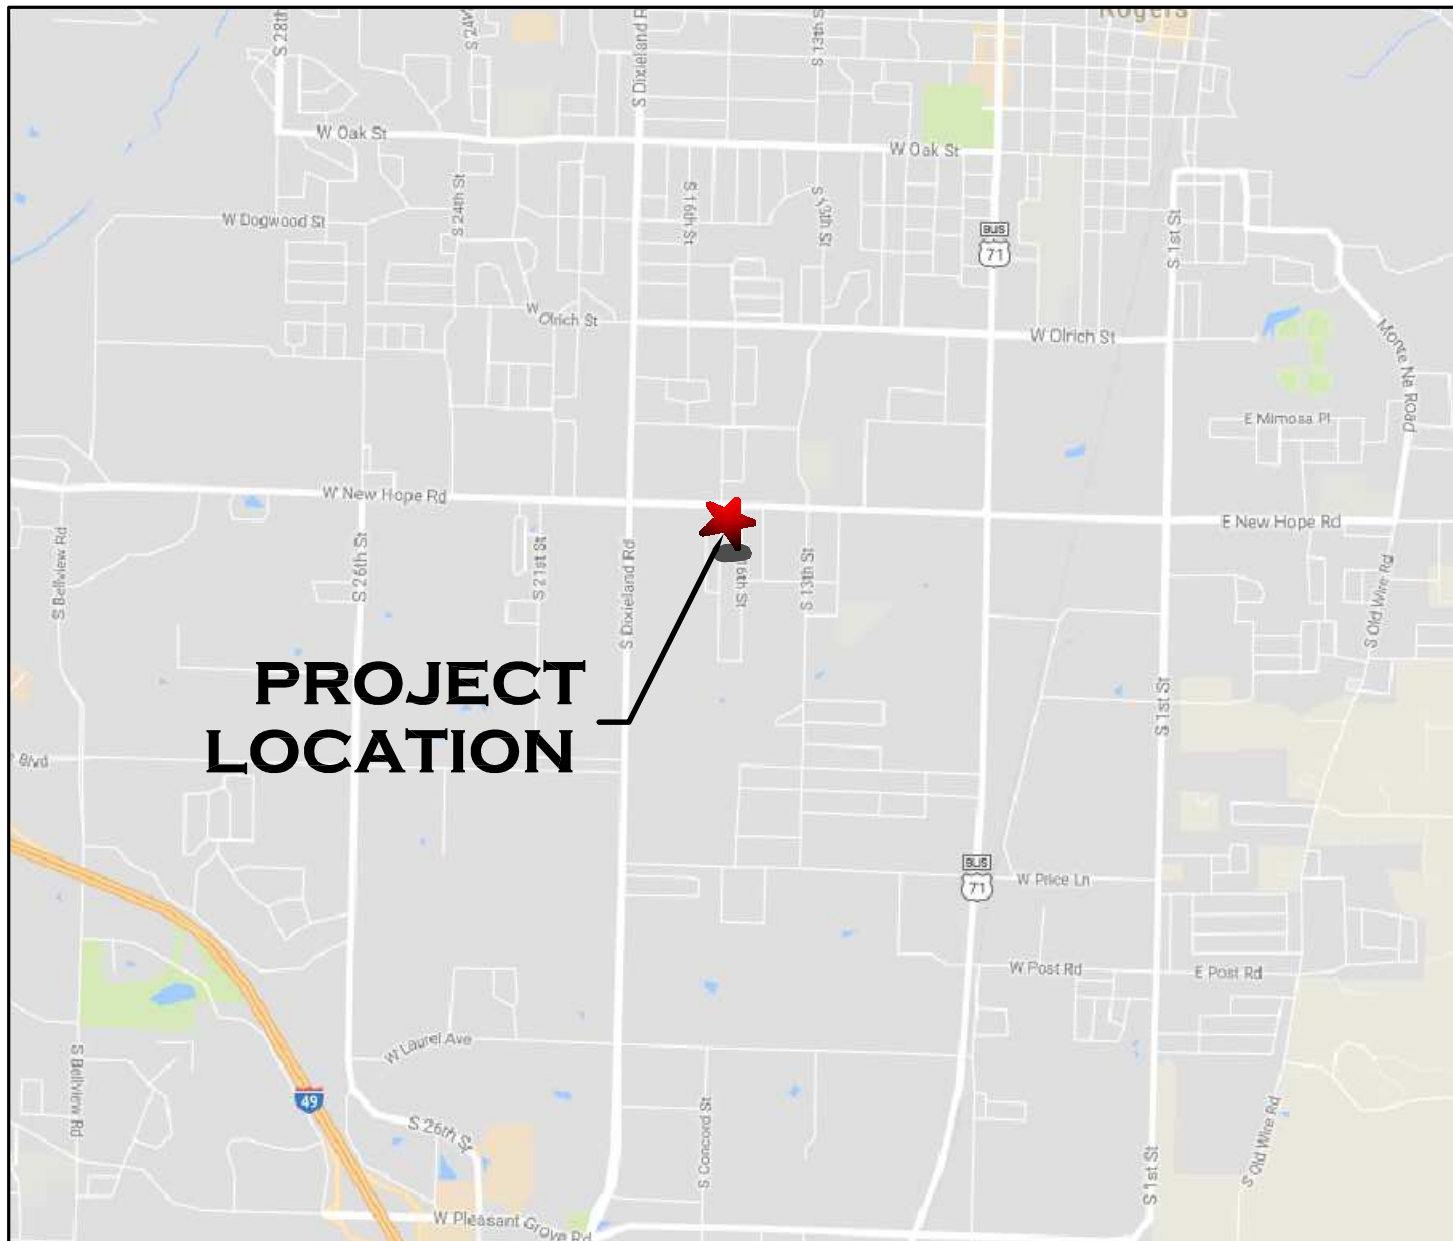 Rogers
S 28th
S 24th
S Dixieland R
S 13th S
W Oak St
W Oak St
S 24th St
S 16th St
S 13th St
W Dogwood St
BUS
71
S 1st St
W Olrich St
W Olrich St
Monte Ne Road
E Mimosa Pl
W New Hope Rd
E New Hope Rd
S Bellview Rd
S 26th St
S 21st St
S Dixieland Rd
16th St
S 13th St
S Old Wire Rd
PROJECT
LOCATION
S 1st St
Blvd
BUS
71
W Price Ln
W Post Rd
E Post Rd
W Laurel Ave
S Bellview Rd
49
S 26th St
S Concord St
S Old Wire Rd
S 1st St
W Pleasant Grove Rd